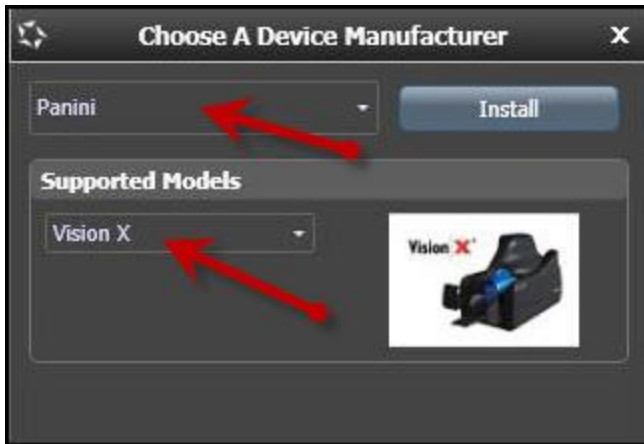 Choose A Device Manufacturer X
Panini
Install
Supported Models
Vision X
Vision X